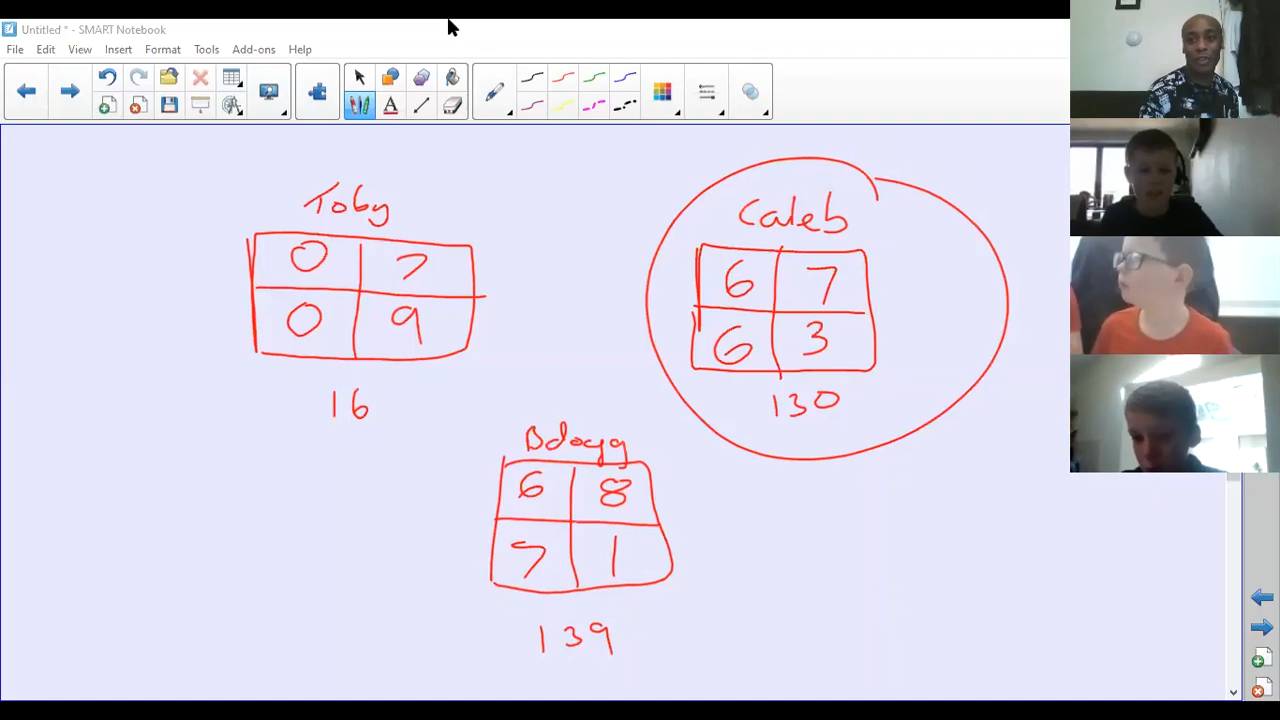 Untitled * - SMART Notebook
File Edit View Insert Format Tools Add-ons Help
Toby
0 7
0 9
16
Caleb
6 7
6 3
130
6 8
7 1
139